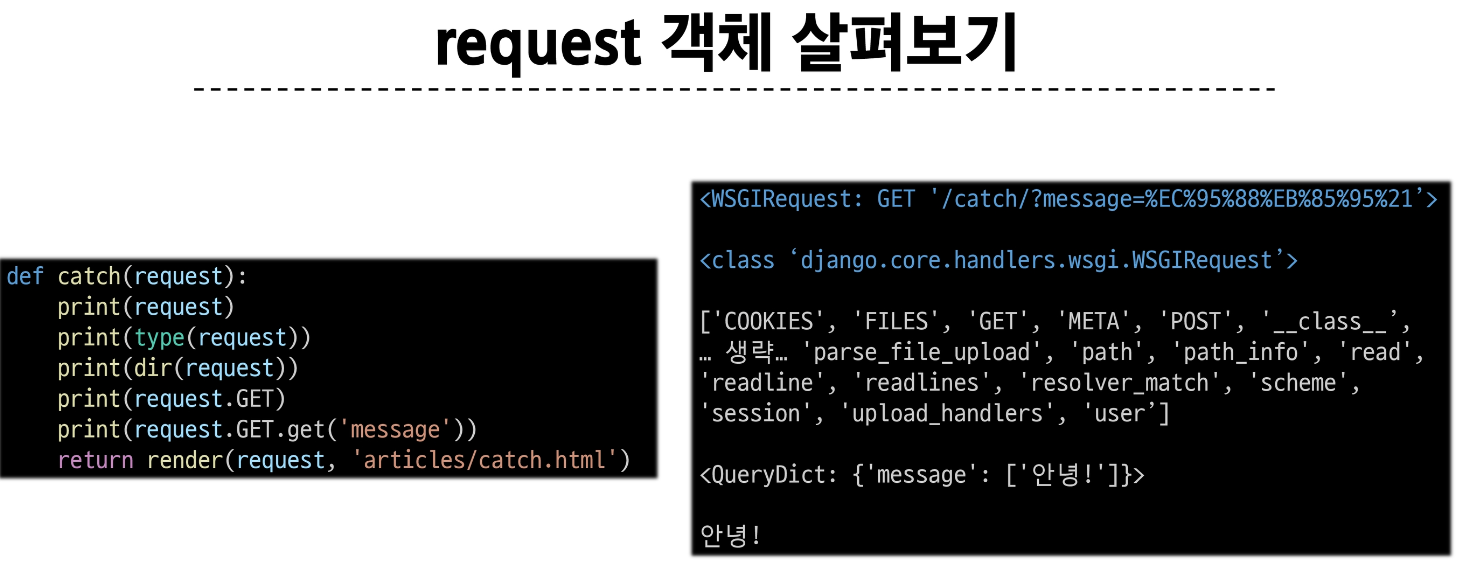 request 객체 살펴보기
def catch(request):
    print(request)
    print(type(request))
    print(dir(request))
    print(request.GET)
    print(request.GET.get('message'))
    return render(request, 'articles/catch.html')
<WSGIRequest: GET '/catch/?message=%EC%95%88%EB%85%95%21’>
<class ‘django.core.handlers.wsgi.WSGIRequest’>
['COOKIES', 'FILES', 'GET', 'META', 'POST', '__class__’,
… 생략… 'parse_file_upload', 'path', 'path_info', 'read',
'readline', 'readlines', 'resolver_match', 'scheme',
'session', 'upload_handlers', 'user’]
<QueryDict: {'message': ['안녕!']}>
안녕!